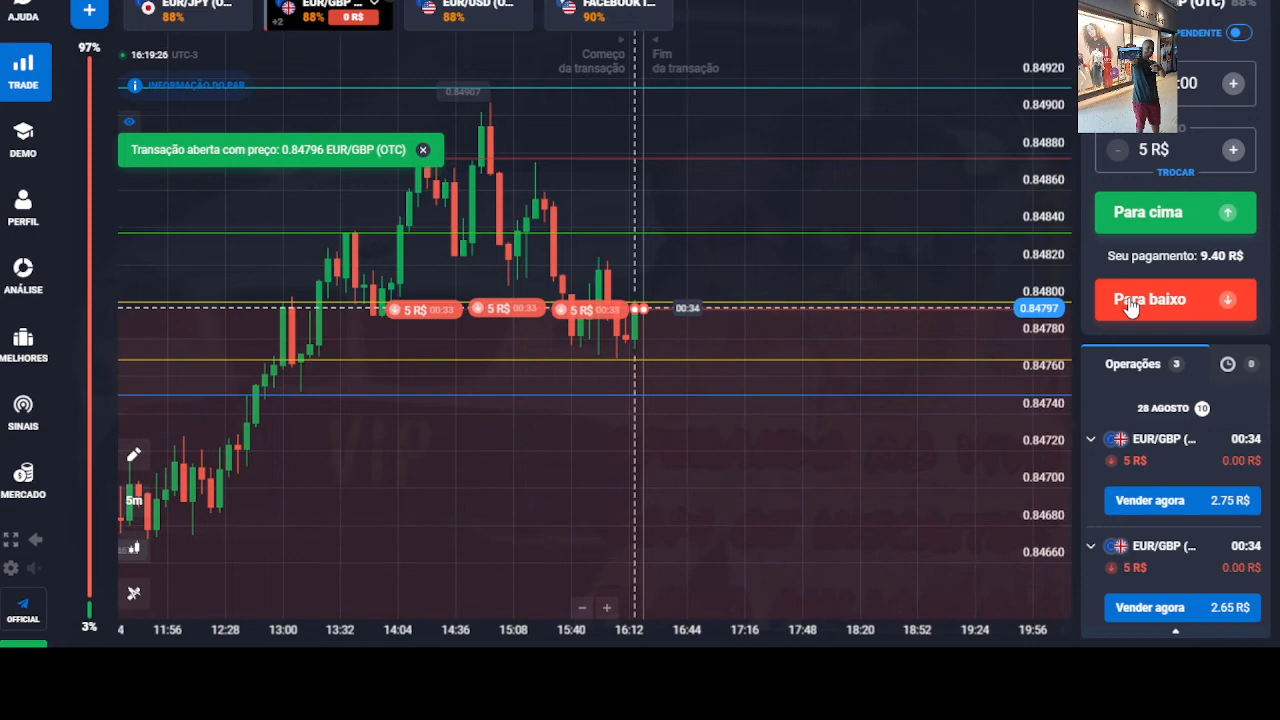 AJUDA
TRADE
DEMO
PERFIL
ANÁLISE
MELHORES
SINAIS
MERCADO
OFFICIAL
+
EUR/JPY (O...
88%
+2
EUR/GBP ...
88%
0 R$
EUR/USD (O...
88%
FACEBOOK I...
90%
97%
3%
16:19:26 UTC-3
INFORMAÇÃO DO PAR
Começo
da transação
Fim
da transação
0.84907
Transação aberta com preço: 0.84796 EUR/GBP (OTC)
5 R$ 00:33
5 R$ 00:33
5 R$ 00:33
00:34
0.84920
0.84900
0.84880
0.84860
0.84840
0.84820
0.84800
0.84797
0.84780
0.84760
0.84740
0.84720
0.84700
0.84680
0.84660
VIP
5m
11:56
12:28
13:00
13:32
14:04
14:36
15:08
15:40
16:12
16:44
17:16
17:48
18:20
18:52
19:24
19:56
(OTC) 88%
PENDENTE
:00
5 R$
TROCAR
Para cima
Seu pagamento: 9.40 R$
Para baixo
Operações 3
0
28 AGOSTO 10
EUR/GBP (... 00:34
5 R$ 0.00 R$
Vender agora 2.75 R$
EUR/GBP (... 00:34
5 R$ 0.00 R$
Vender agora 2.65 R$